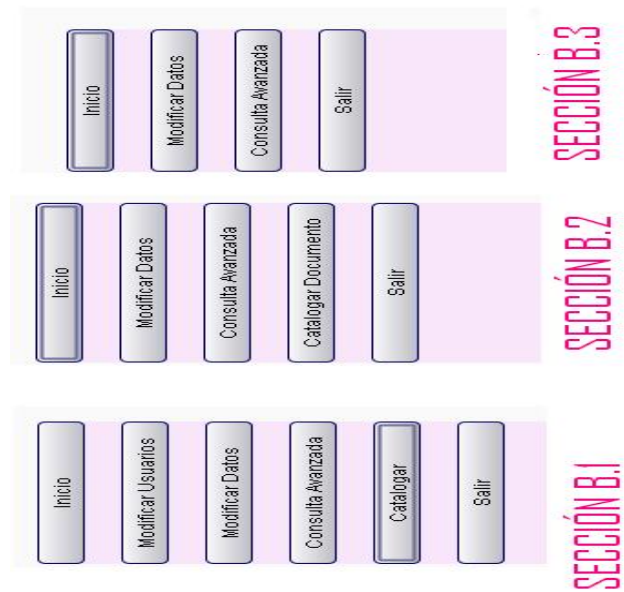 Inicio
Modificar Usuarios
Modificar Datos
Consulta Avanzada
Catalogar
Salir
SECCIÓN B.1
Inicio
Modificar Datos
Consulta Avanzada
Catalogar Documento
Salir
SECCIÓN B.2
Inicio
Modificar Datos
Consulta Avanzada
Salir
SECCIÓN B.3